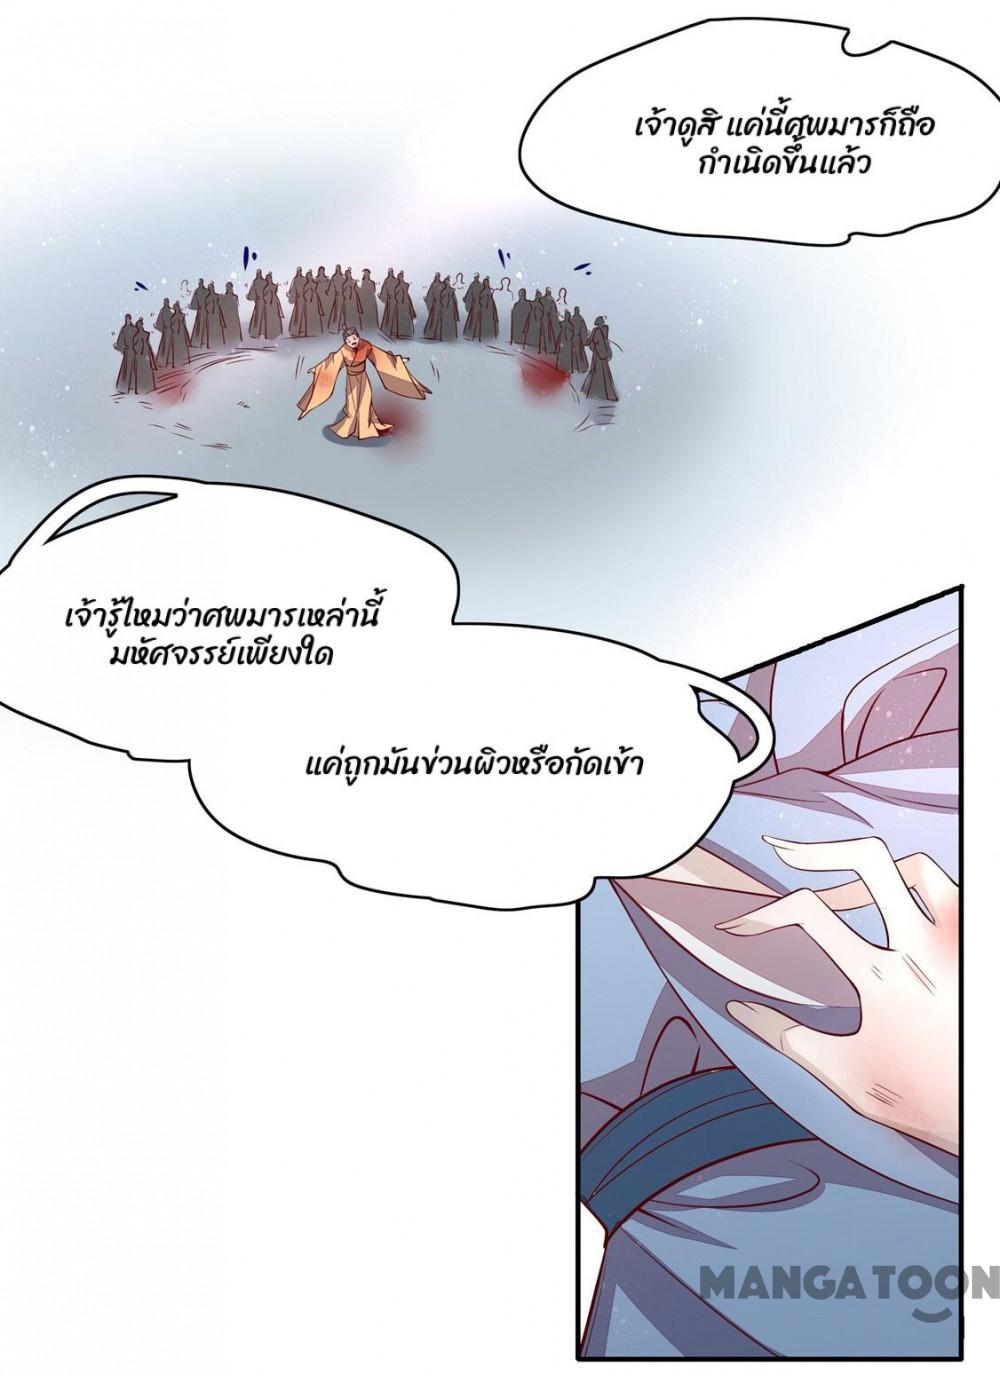 เจ้าดูสิ แค่นี้ศพมารก็ถือ
กำเนิดขึ้นแล้ว
เจ้ารู้ไหมว่าศพมารเหล่านี้
มหัศจรรย์เพียงใด
แค่ถูกมันข่วนผิวหรือกัดเข้า
MANGATOON